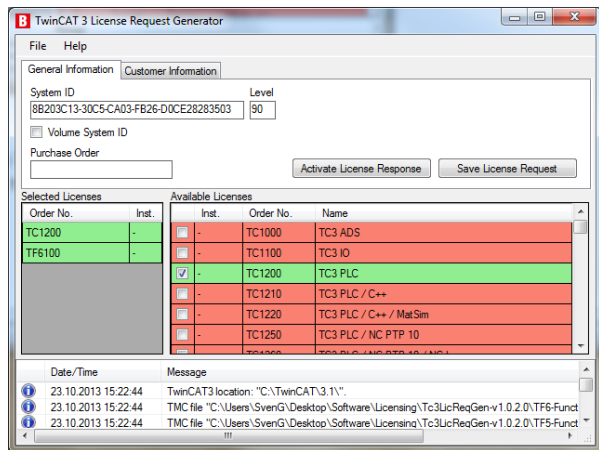 B TwinCAT 3 License Request Generator
File Help
General Information Customer Information
System ID Level
8B203C13-30C5-CA03-FB26-D0CE28283503 90
Volume System ID
Purchase Order
Activate License Response Save License Request
Selected Licenses Available Licenses
Order No. Inst. Inst. Order No. Name
TC1200 - - TC1000 TC3 ADS
TF6100 - - TC1100 TC3 IO
- TC1200 TC3 PLC
- TC1210 TC3 PLC / C++
- TC1220 TC3 PLC / C++ / MatSim
- TC1250 TC3 PLC / NC PTP 10
Date/Time Message
23.10.2013 15:22:44 TwinCAT3 location: "C:\TwinCAT\3.1\".
23.10.2013 15:22:44 TMC file "C:\Users\SvenG\Desktop\Software\Licensing\Tc3LicReqGen-v1.0.2.0\TF6-Funct
23.10.2013 15:22:44 TMC file "C:\Users\SvenG\Desktop\Software\Licensing\Tc3LicReqGen-v1.0.2.0\TF5-Funct